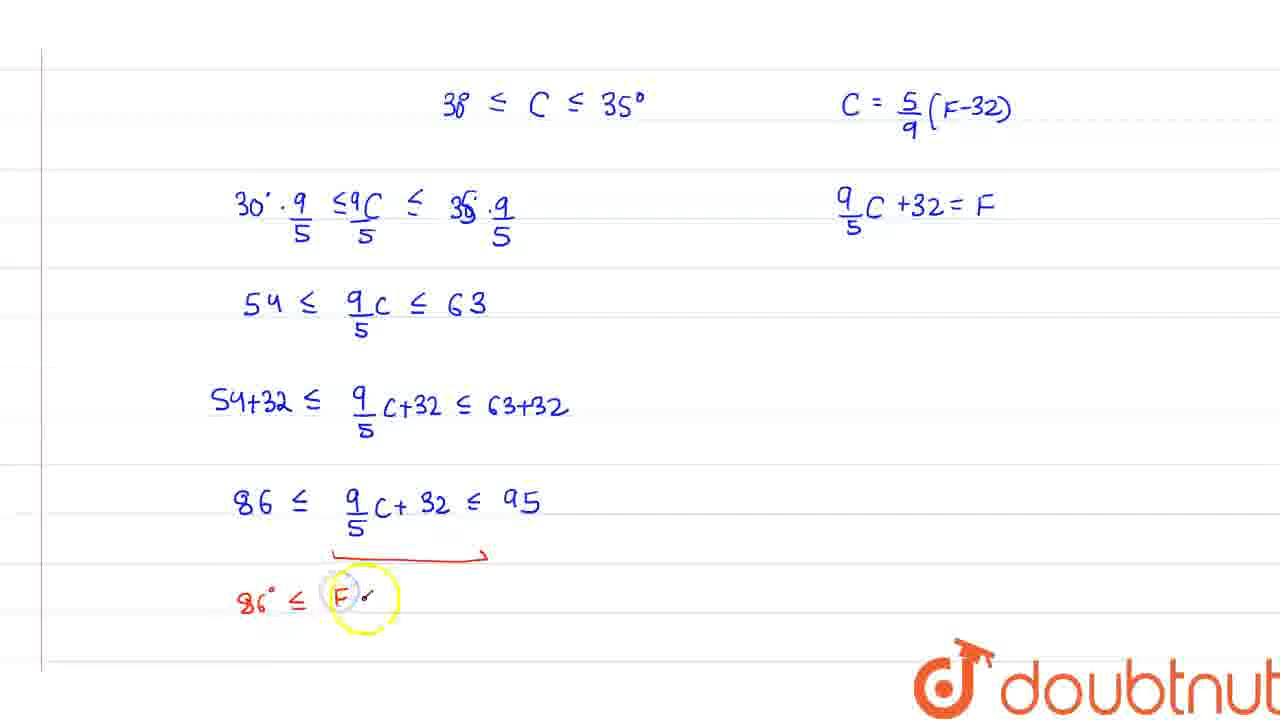 38 ≤ C ≤ 35° C = 5/9 (F-32)
30° · 9/5 ≤ 9C/5 ≤ 35° · 9/5 9/5 C + 32 = F
54 ≤ 9/5 C ≤ 63
54+32 ≤ 9/5 C+32 ≤ 63+32
86 ≤ 9/5 C + 32 ≤ 95
86° ≤ F
doubtnut